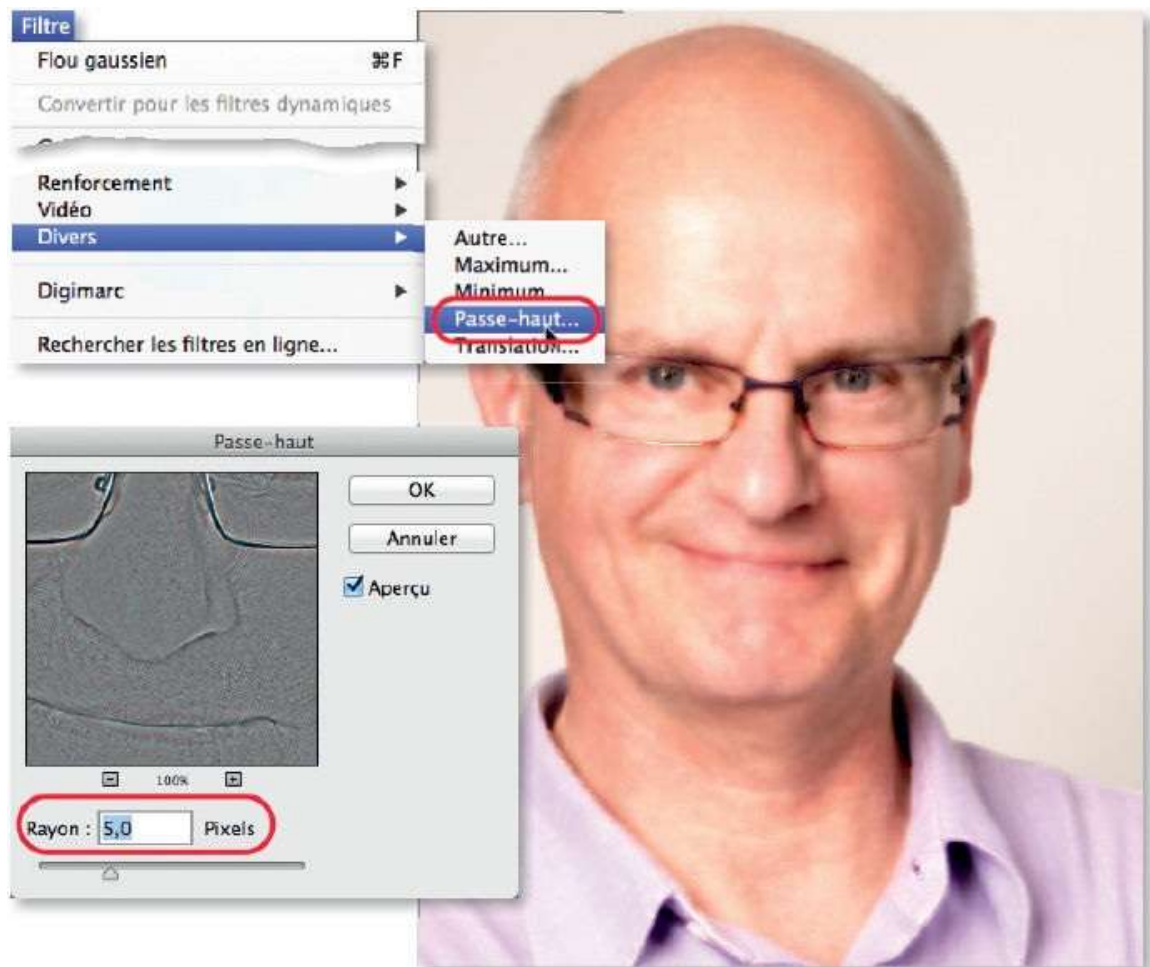 Filtre
Flou gaussien ⌘F
Convertir pour les filtres dynamiques
Renforcement
Vidéo
Divers
Digimarc
Rechercher les filtres en ligne...
Autre...
Maximum...
Minimum...
Passe-haut...
Translation...
Passe-haut
OK
Annuler
Aperçu
100%
Rayon : 5,0 Pixels